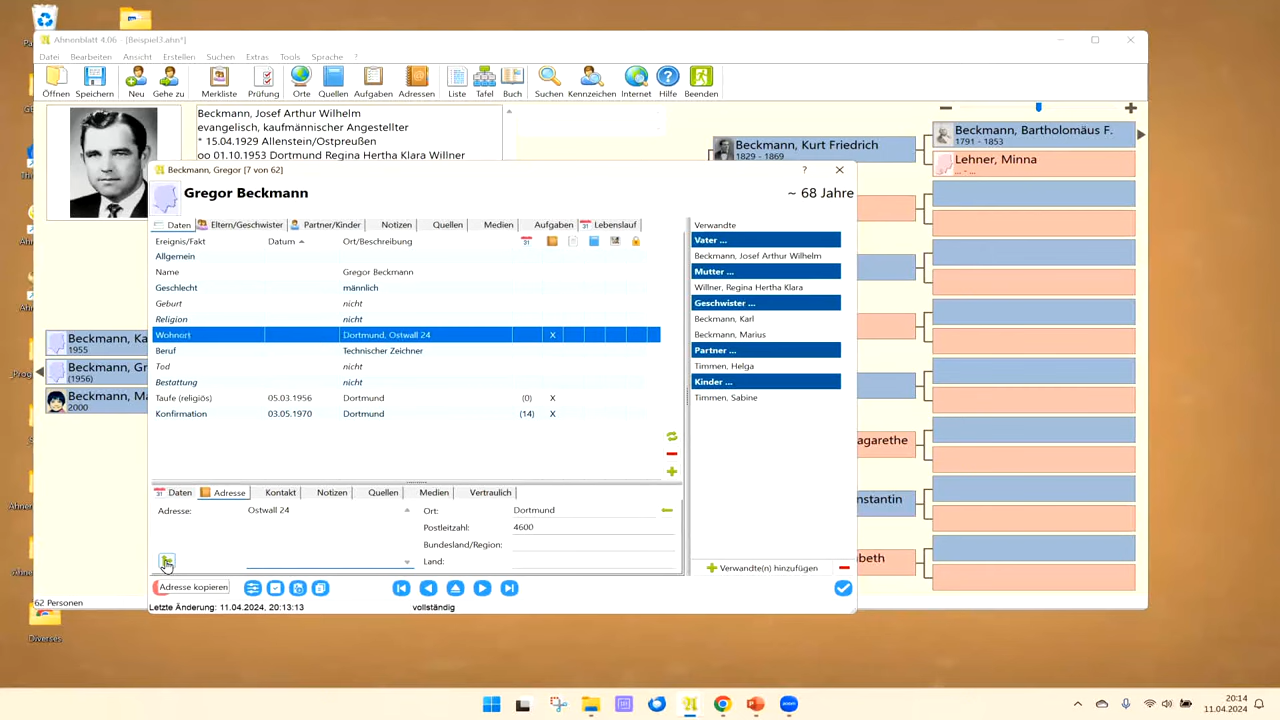 Ahnenblatt 4.06 - [Beispiel3.ahn*]
Datei Bearbeiten Ansicht Erstellen Suchen Extras Tools Sprache ?
Öffnen Speichern Neu Gehe zu Merkliste Prüfung Orte Quellen Aufgaben Adressen Liste Tafel Buch Suchen Kennzeichen Internet Hilfe Beenden
Beckmann, Josef Arthur Wilhelm
evangelisch, kaufmännischer Angestellter
* 15.04.1929 Allenstein/Ostpreußen
oo 01.10.1953 Dortmund Regina Hertha Klara Willner
Beckmann, Kurt Friedrich
1829 - 1869
Beckmann, Bartholomäus F.
1791 - 1853
Lehner, Minna
... - ...
Beckmann, Ka
1955
Beckmann, Gr
(1956)
Beckmann, Ma
2000
agarethe
onstantin
beth
Beckmann, Gregor [7 von 62]
?
Gregor Beckmann
~ 68 Jahre
Daten Eltern/Geschwister Partner/Kinder Notizen Quellen Medien Aufgaben Lebenslauf
Ereignis/Fakt Datum Ort/Beschreibung
Allgemein
Name Gregor Beckmann
Geschlecht männlich
Geburt nicht
Religion nicht
Wohnort Dortmund, Ostwall 24 X
Beruf Technischer Zeichner
Tod nicht
Bestattung nicht
Taufe (religiös) 05.03.1956 Dortmund (0) X
Konfirmation 03.05.1970 Dortmund (14) X
Verwandte
Vater ...
Beckmann, Josef Arthur Wilhelm
Mutter ...
Willner, Regina Hertha Klara
Geschwister ...
Beckmann, Karl
Beckmann, Marius
Partner ...
Timmen, Helga
Kinder ...
Timmen, Sabine
Verwandte(n) hinzufügen
Daten Adresse Kontakt Notizen Quellen Medien Vertraulich
Adresse: Ostwall 24
Ort: Dortmund
Postleitzahl: 4600
Bundesland/Region:
Land:
Adresse kopieren
Letzte Änderung: 11.04.2024, 20:13:13 vollständig
62 Personen
Diverses
20:14
11.04.2024